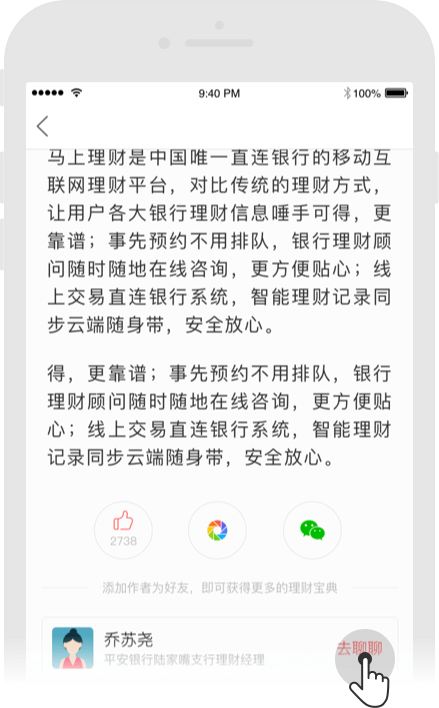 9:40 PM
100%
马上理财是中国唯一直连银行的移动互
联网理财平台，对比传统的理财方式，
让用户各大银行理财信息唾手可得，更
靠谱；事先预约不用排队，银行理财顾
问随时随地在线咨询，更方便贴心；线
上交易直连银行系统，智能理财记录同
步云端随身带，安全放心。
得，更靠谱；事先预约不用排队，银行
理财顾问随时随地在线咨询，更方便贴
心；线上交易直连银行系统，智能理财
记录同步云端随身带，安全放心。
2738
添加作者为好友，即可获得更多的理财宝典
乔苏尧
去聊聊
平安银行陆家嘴支行理财经理